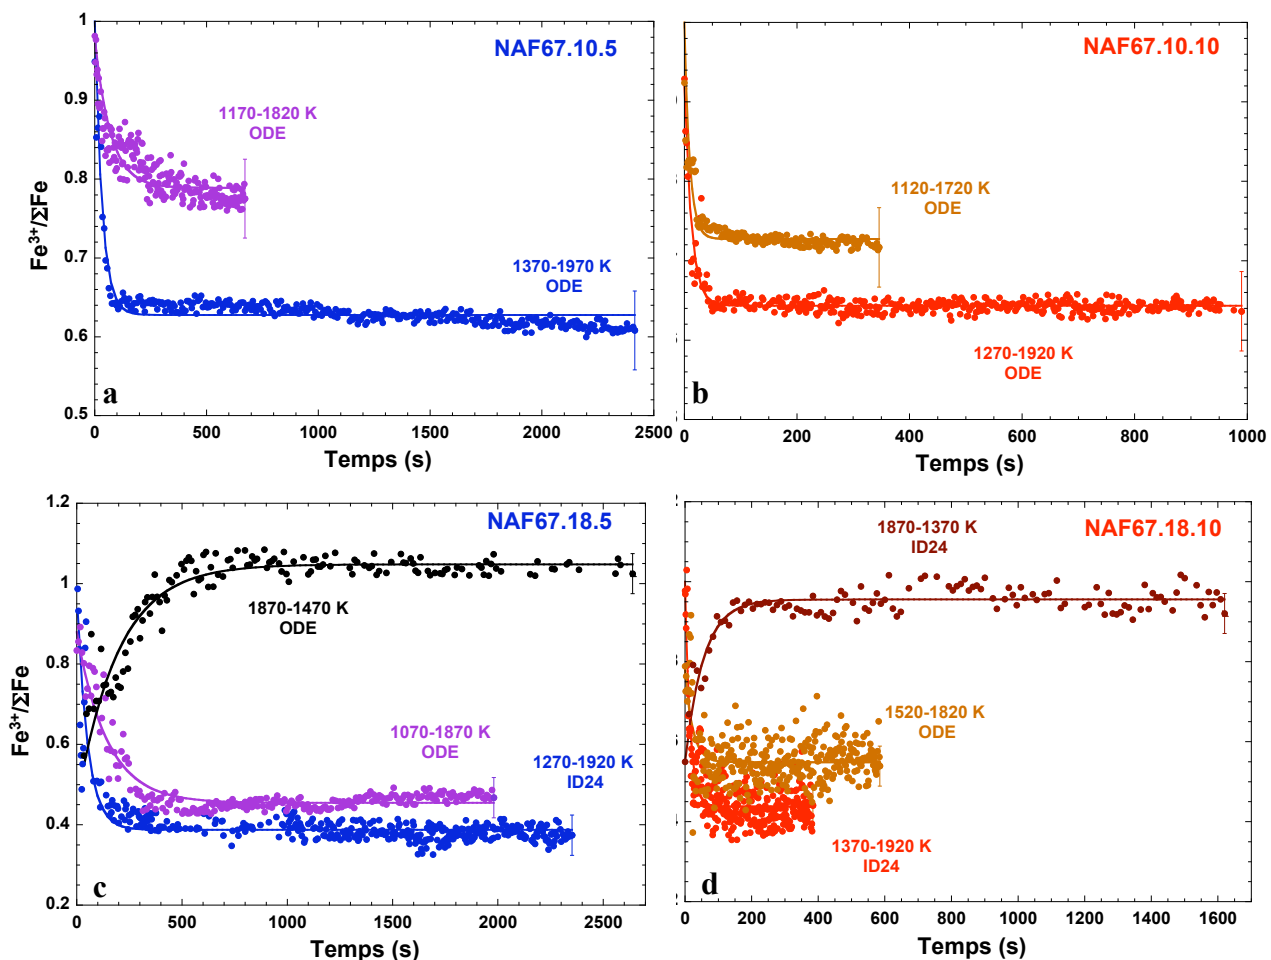 NAF67.10.5
1
0.9
0.8
0.7
0.6
0.5
Fe³⁺/ΣFe
1170-1820 K
ODE
1370-1970 K
ODE
a
0 500 1000 1500 2000 2500
Temps (s)
NAF67.10.10
1120-1720 K
ODE
1270-1920 K
ODE
b
0 200 400 600 800 1000
Temps (s)
NAF67.18.5
1.2
1
0.8
0.6
0.4
0.2
Fe³⁺/ΣFe
1870-1470 K
ODE
1070-1870 K
ODE
1270-1920 K
ID24
c
0 500 1000 1500 2000 2500
Temps (s)
1870-1370 K
ID24
NAF67.18.10
1520-1820 K
ODE
1370-1920 K
ID24
d
0 200 400 600 800 1000 1200 1400 1600
Temps (s)